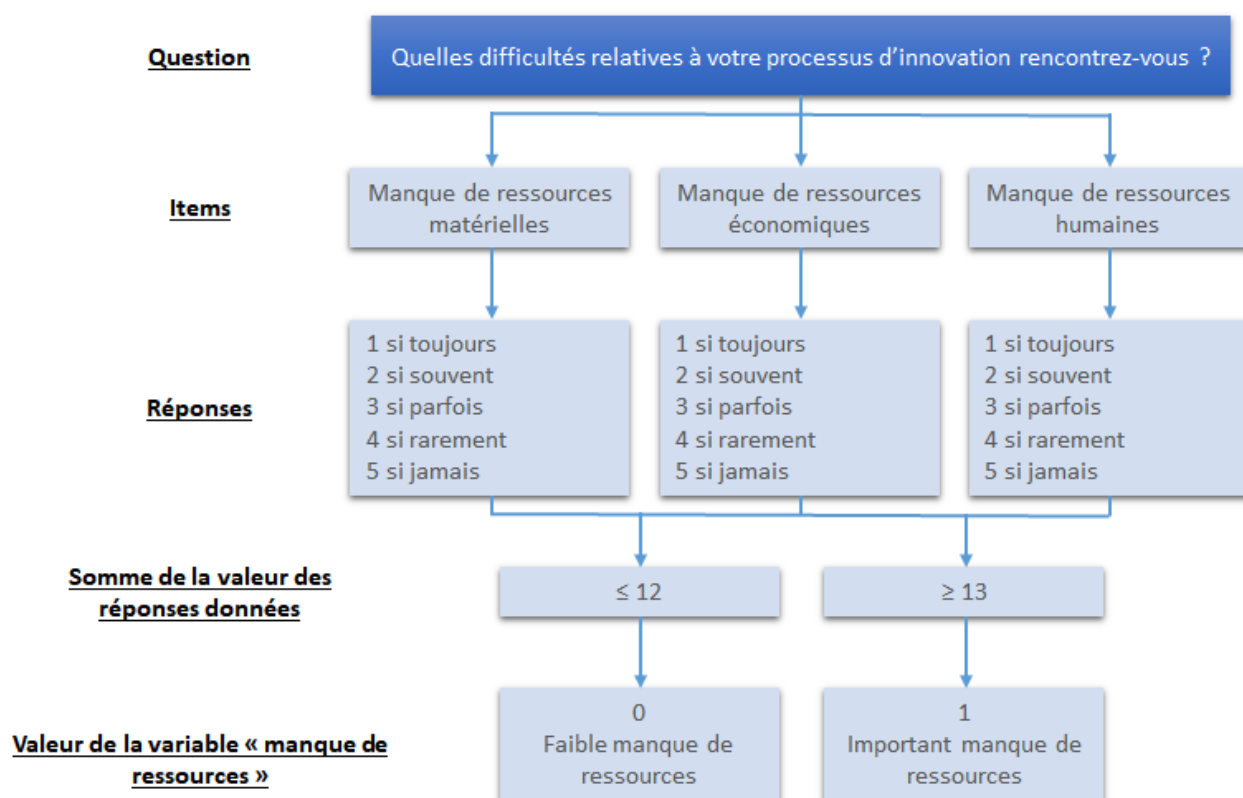 Question
Quelles difficultés relatives à votre processus d’innovation rencontrez-vous ?
Items
Manque de ressources
matérielles
Manque de ressources
économiques
Manque de ressources
humaines
Réponses
1 si toujours
2 si souvent
3 si parfois
4 si rarement
5 si jamais
1 si toujours
2 si souvent
3 si parfois
4 si rarement
5 si jamais
1 si toujours
2 si souvent
3 si parfois
4 si rarement
5 si jamais
Somme de la valeur des
réponses données
≤ 12
≥ 13
Valeur de la variable « manque de
ressources »
0
Faible manque de
ressources
1
Important manque de
ressources